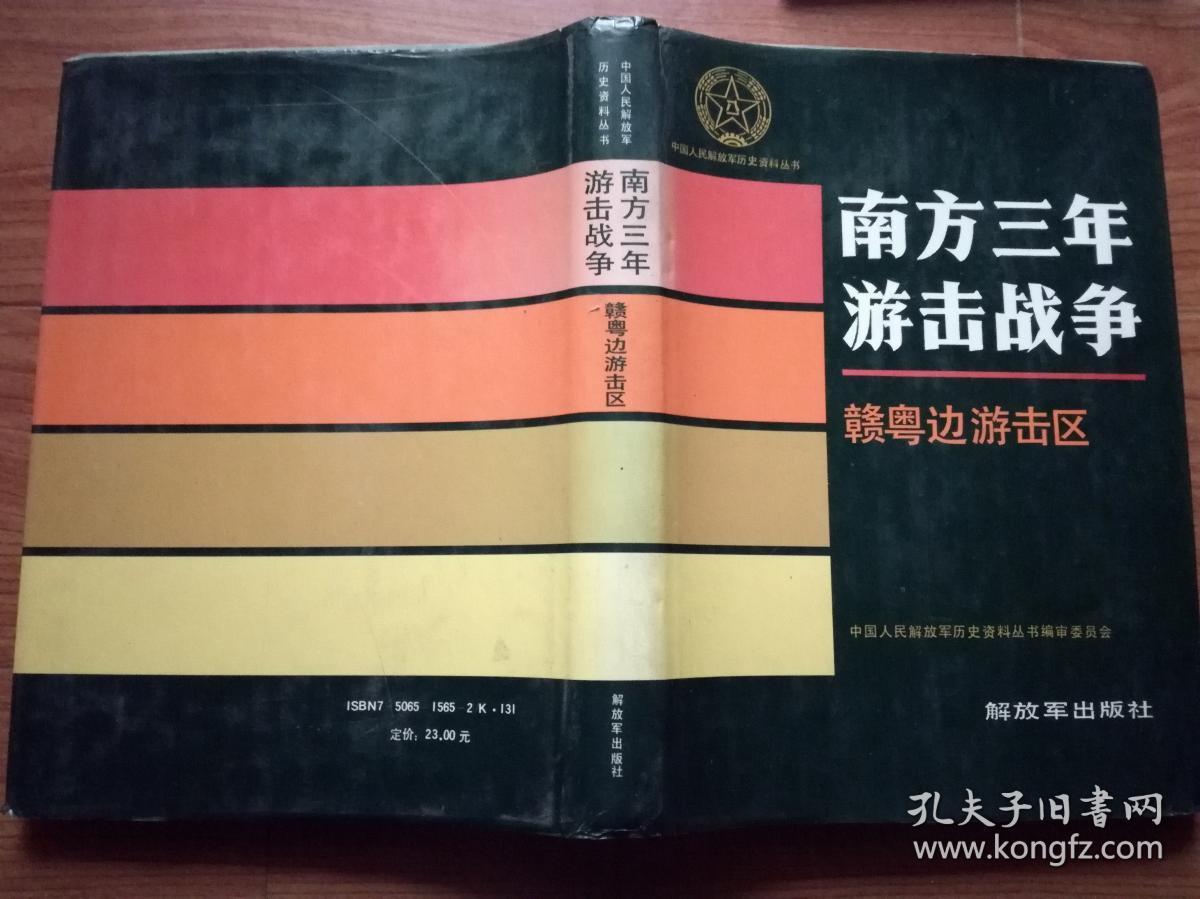 中国人民解放军历史资料丛书
南方三年
游击战争
赣粤边游击区
中国人民解放军历史资料丛书编审委员会
解放军出版社
中国人民解放军
历史资料丛书
南方三年
游击战争
赣粤边游击区
解放军出版社
ISBN7 5065 1565-2 K·131
定价：23.00元
孔夫子旧书网
www.kongfz.com